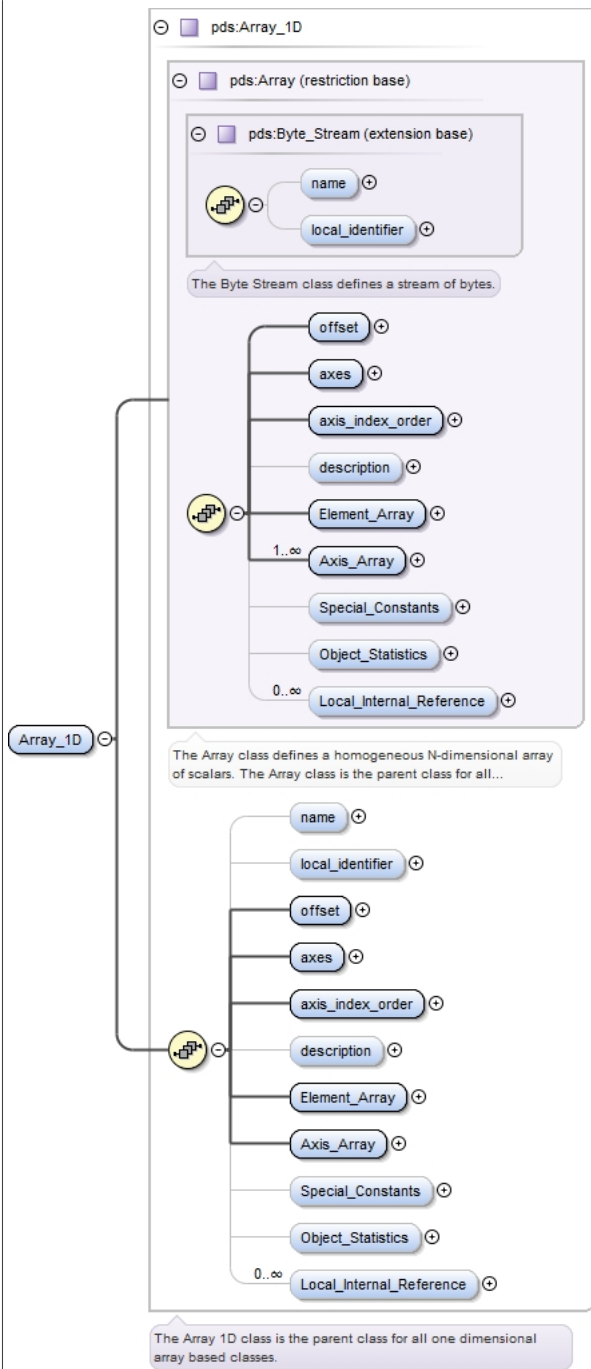 pds:Array_1D
pds:Array (restriction base)
pds:Byte_Stream (extension base)
name
local_identifier
The Byte Stream class defines a stream of bytes.
offset
axes
axis_index_order
description
Element_Array
1..∞
Axis_Array
Special_Constants
Object_Statistics
0..∞
Local_Internal_Reference
Array_1D
The Array class defines a homogeneous N-dimensional array
of scalars. The Array class is the parent class for all...
name
local_identifier
offset
axes
axis_index_order
description
Element_Array
Axis_Array
Special_Constants
Object_Statistics
0..∞
Local_Internal_Reference
The Array 1D class is the parent class for all one dimensional
array based classes.